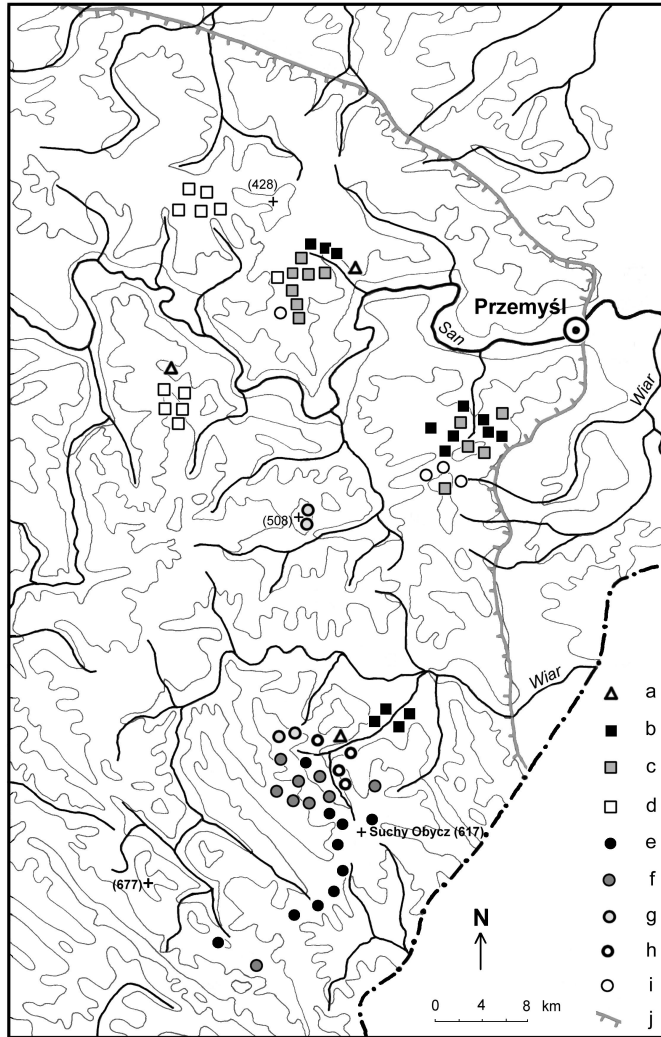 (428)
Przemyśl
San
Wiar
(508)
Wiar
a
b
c
d
Suchy Obycz (617)
e
(677)
f
g
N
h
i
0 4 8 km
j